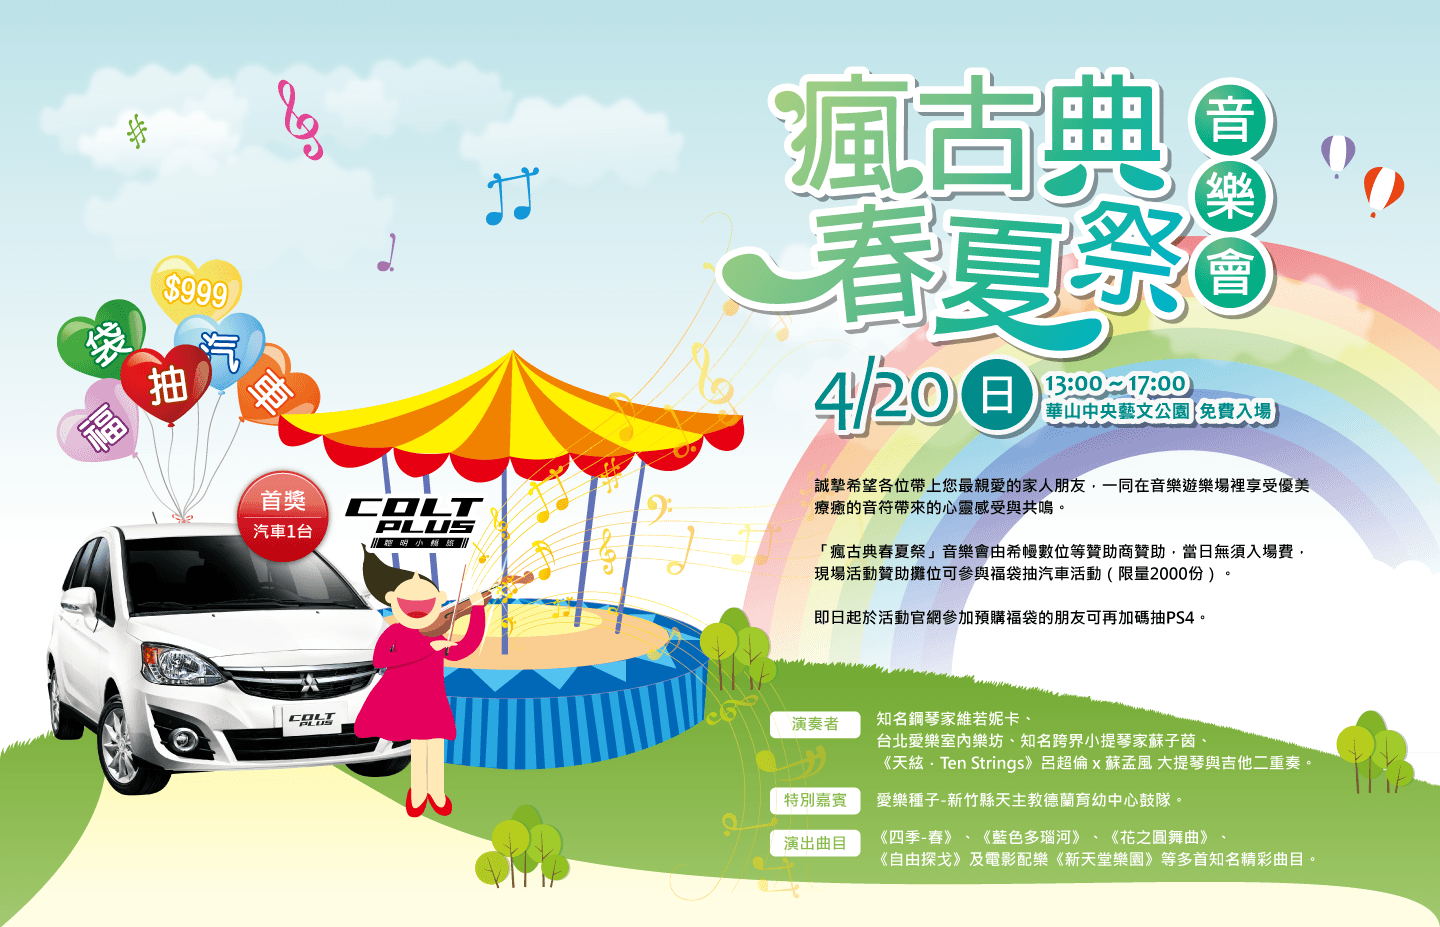 瘋古典
春夏祭
音樂會
4/20 日
13:00~17:00
華山中央藝文公園 免費入場
$999
福袋抽汽車
首獎
汽車1台
COLT
PLUS
聰明小轎旅
COLT
PLUS
誠摯希望各位帶上您最親愛的家人朋友，一同在音樂遊樂場裡享受優美
療癒的音符帶來的心靈感受與共鳴。
「瘋古典春夏祭」音樂會由希幔數位等贊助商贊助，當日無須入場費，
現場活動贊助攤位可參與福袋抽汽車活動（限量2000份）。
即日起於活動官網參加預購福袋的朋友可再加碼抽PS4。
演奏者
知名鋼琴家維若妮卡、
台北愛樂室內樂坊、知名跨界小提琴家蘇子茵、
《天絃．Ten Strings》呂超倫 x 蘇孟風 大提琴與吉他二重奏。
特別嘉賓
愛樂種子-新竹縣天主教德蘭育幼中心鼓隊。
演出曲目
《四季-春》、《藍色多瑙河》、《花之圓舞曲》、
《自由探戈》及電影配樂《新天堂樂園》等多首知名精彩曲目。